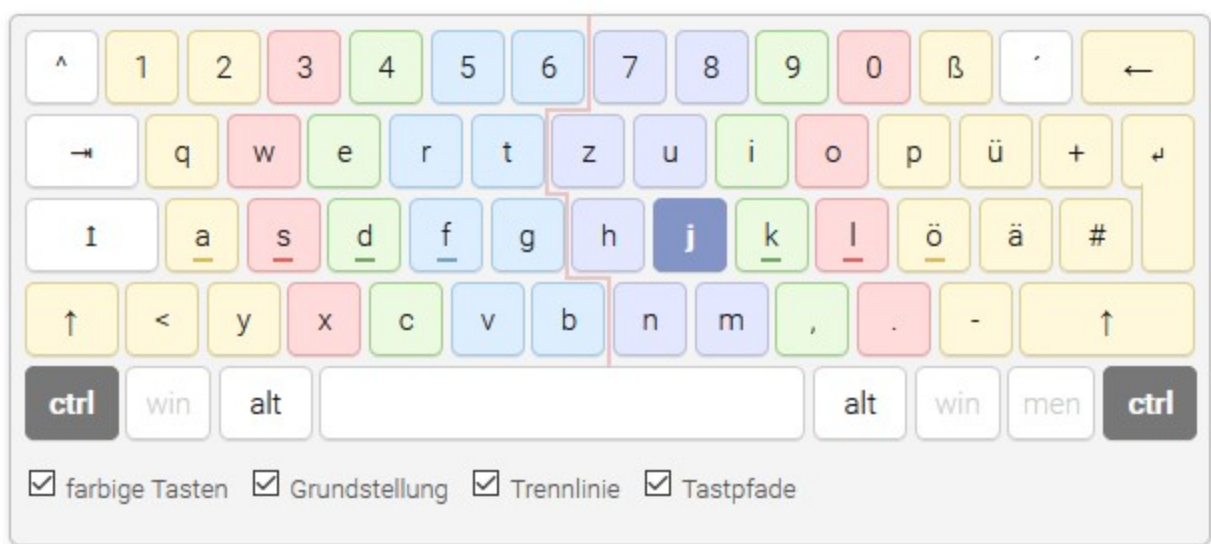 ^ 1 2 3 4 5 6 7 8 9 0 ß ´ ←
⇥ q w e r t z u i o p ü + ↲
↥ a s d f g h j k l ö ä #
↑ < y x c v b n m , . - ↑
ctrl win alt alt win men ctrl
farbige Tasten Grundstellung Trennlinie Tastpfade